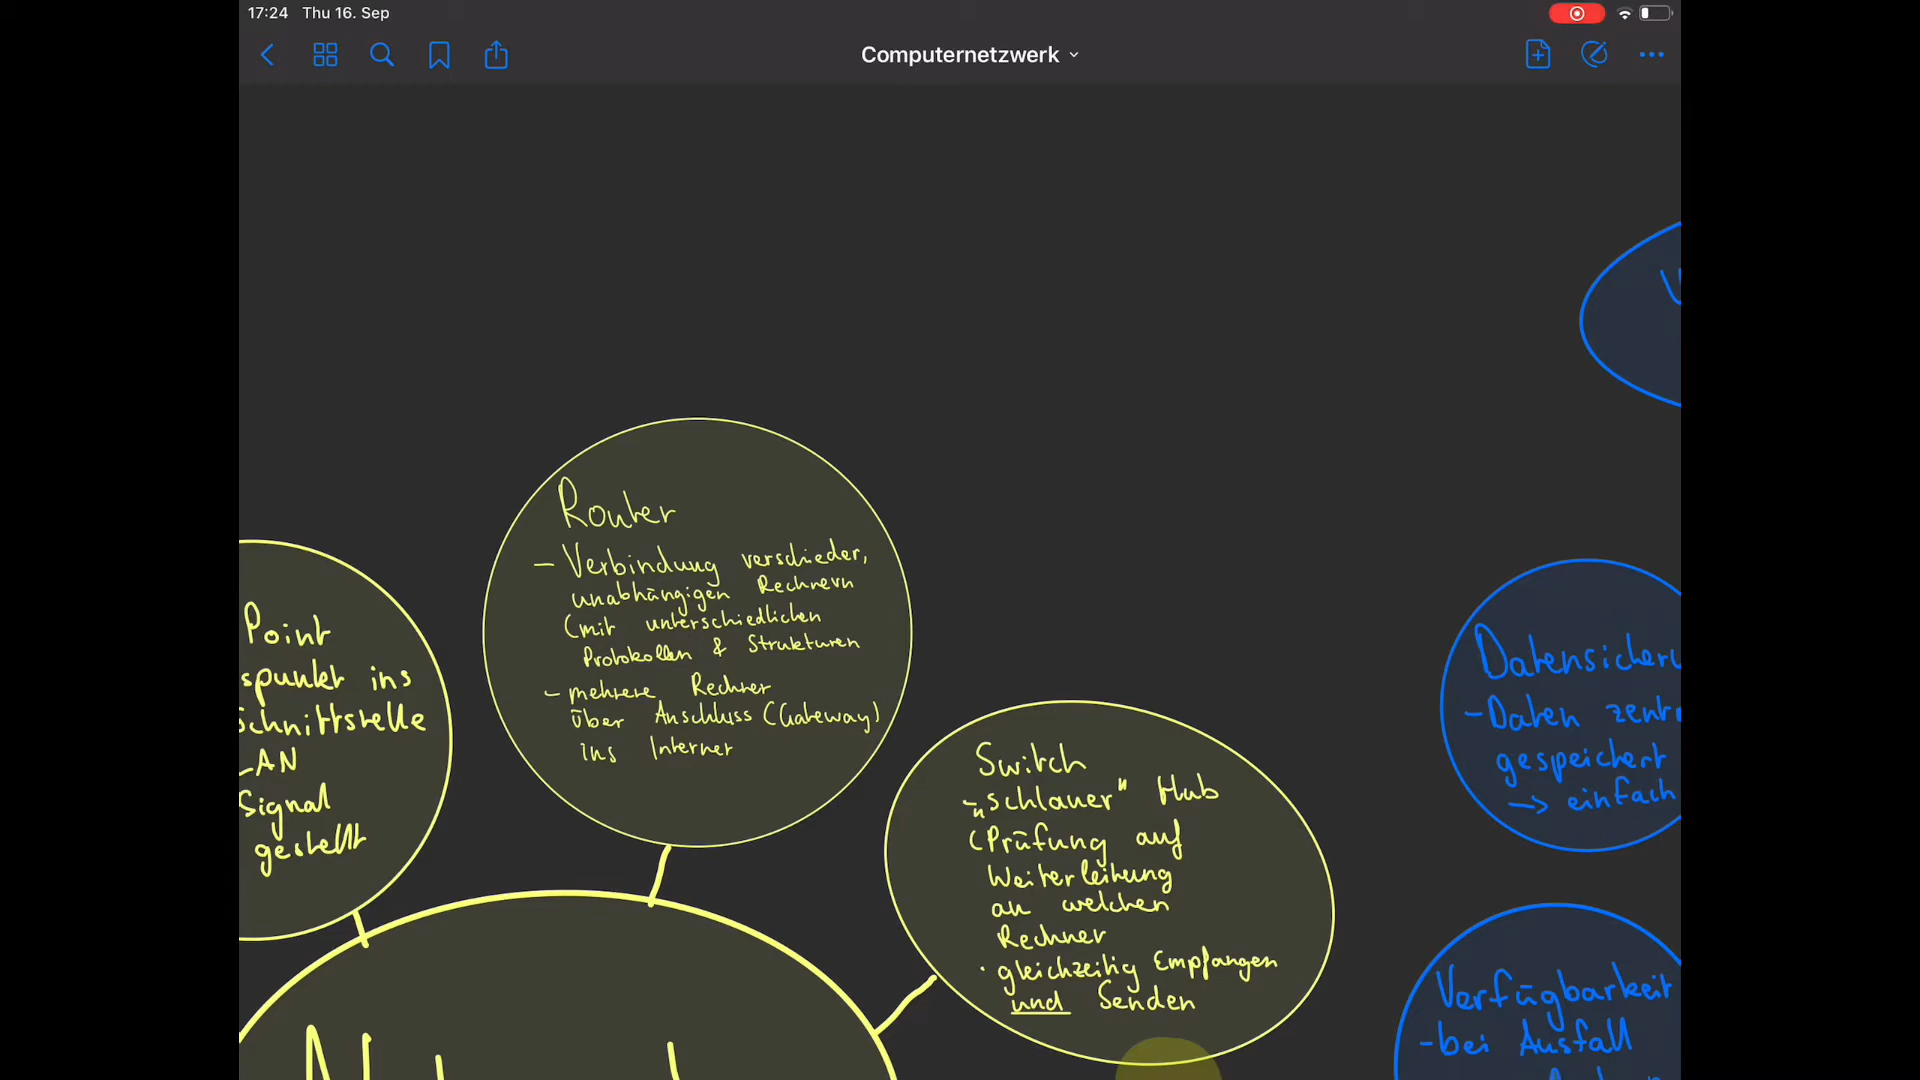 17:24 Thu 16. Sep
Computernetzwerk
Router
- Verbindung verschieder,
unabhängigen Rechnern
(mit unterschiedlichen
Protokollen & Strukturen
- mehrere Rechner
über Anschluss (Gateway)
ins Internet
Point
spunkt ins
Schnittstelle
LAN
Signal
gestellt
Switch
- „schlauer" Hub
(Prüfung auf
Weiterleitung
an welchen
Rechner
· gleichzeitig Empfangen
und Senden
Datensicheru
- Daten zentr
gespeichert
-> einfach
Verfügbarkeit
- bei Ausfall